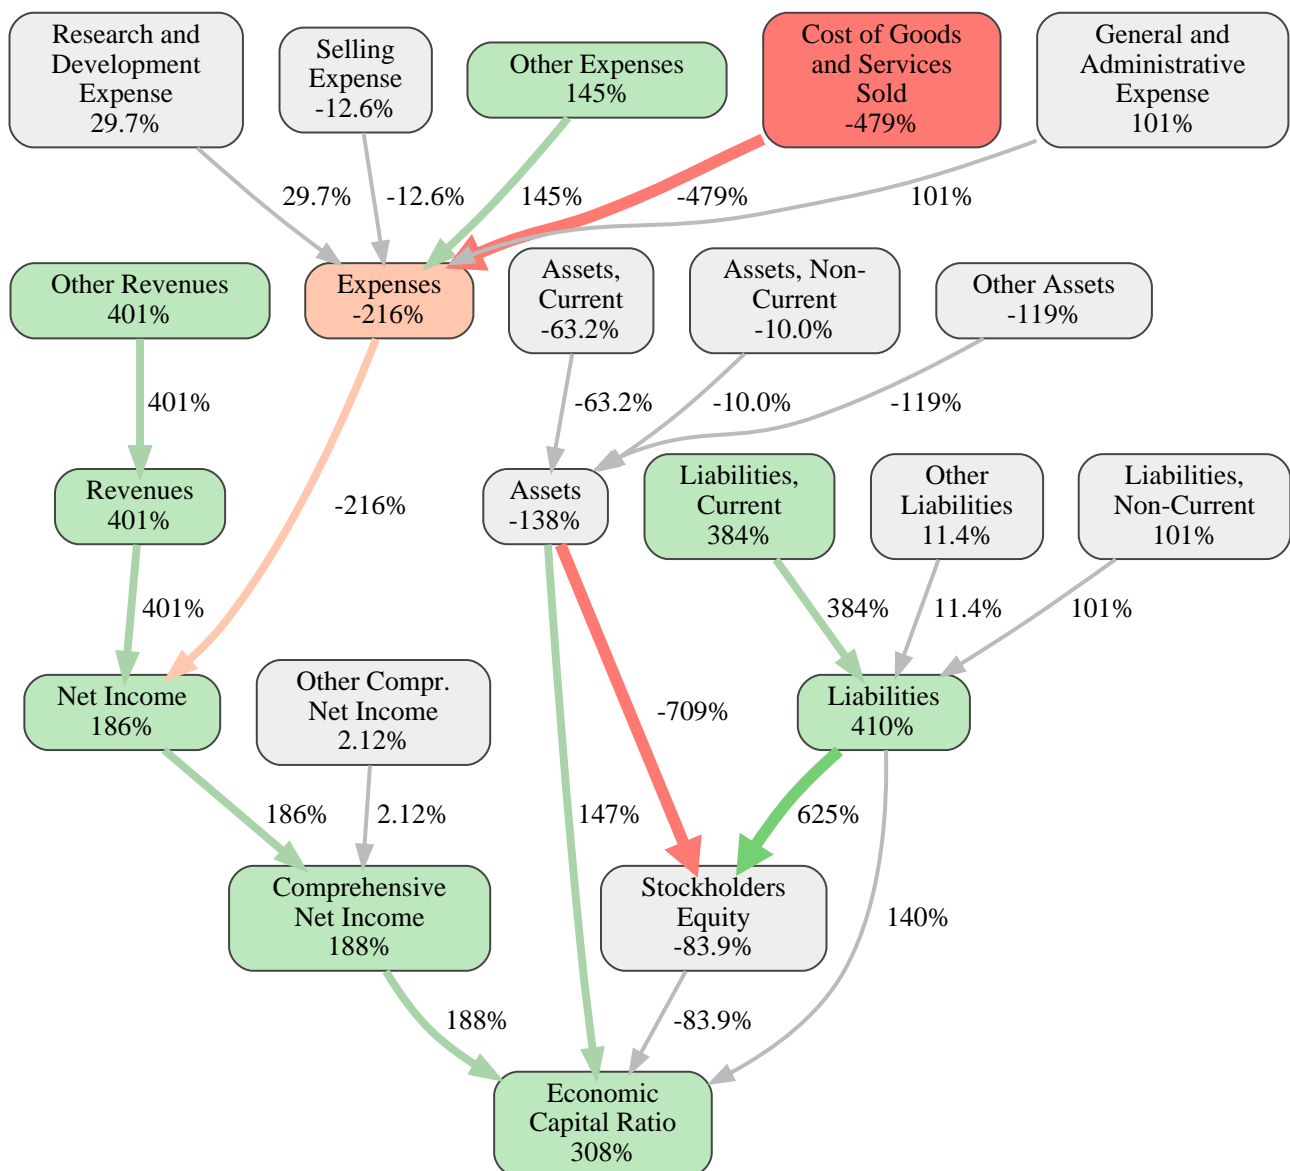 Research and
Development
Expense
29.7%
Selling
Expense
-12.6%
Other Expenses
145%
Cost of Goods
and Services
Sold
-479%
General and
Administrative
Expense
101%
29.7%
-12.6%
145%
-479%
101%
Other Revenues
401%
Expenses
-216%
Assets,
Current
-63.2%
Assets, Non-
Current
-10.0%
Other Assets
-119%
401%
-63.2%
-10.0%
-119%
Revenues
401%
-216%
Assets
-138%
Liabilities,
Current
384%
Other
Liabilities
11.4%
Liabilities,
Non-Current
101%
401%
384%
11.4%
101%
Net Income
186%
Other Compr.
Net Income
2.12%
-709%
Liabilities
410%
186%
2.12%
147%
625%
Comprehensive
Net Income
188%
Stockholders
Equity
-83.9%
140%
188%
-83.9%
Economic
Capital Ratio
308%